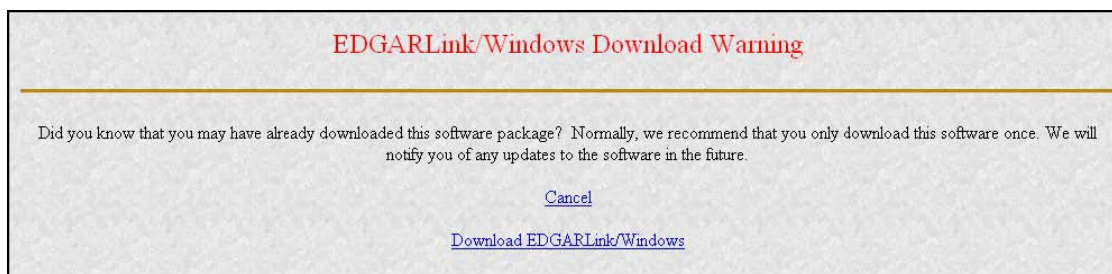 EDGARLink/Windows Download Warning
Did you know that you may have already downloaded this software package?  Normally, we recommend that you only download this software once. We will
notify you of any updates to the software in the future.
Cancel
Download EDGARLink/Windows